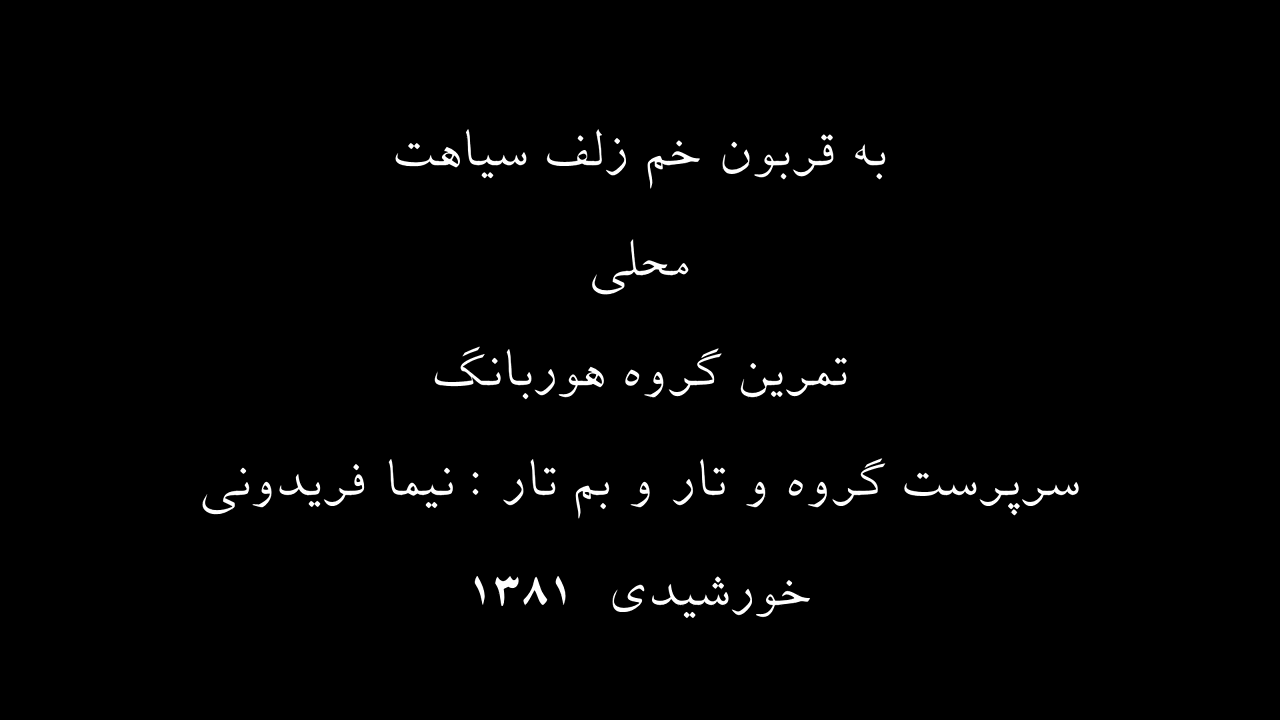 به قربون خم زلف سیاهت
محلی
تمرین گروه هوربانگ
سرپرست گروه و تار و بم تار : نیما فریدونی
خورشیدی ۱۳۸۱